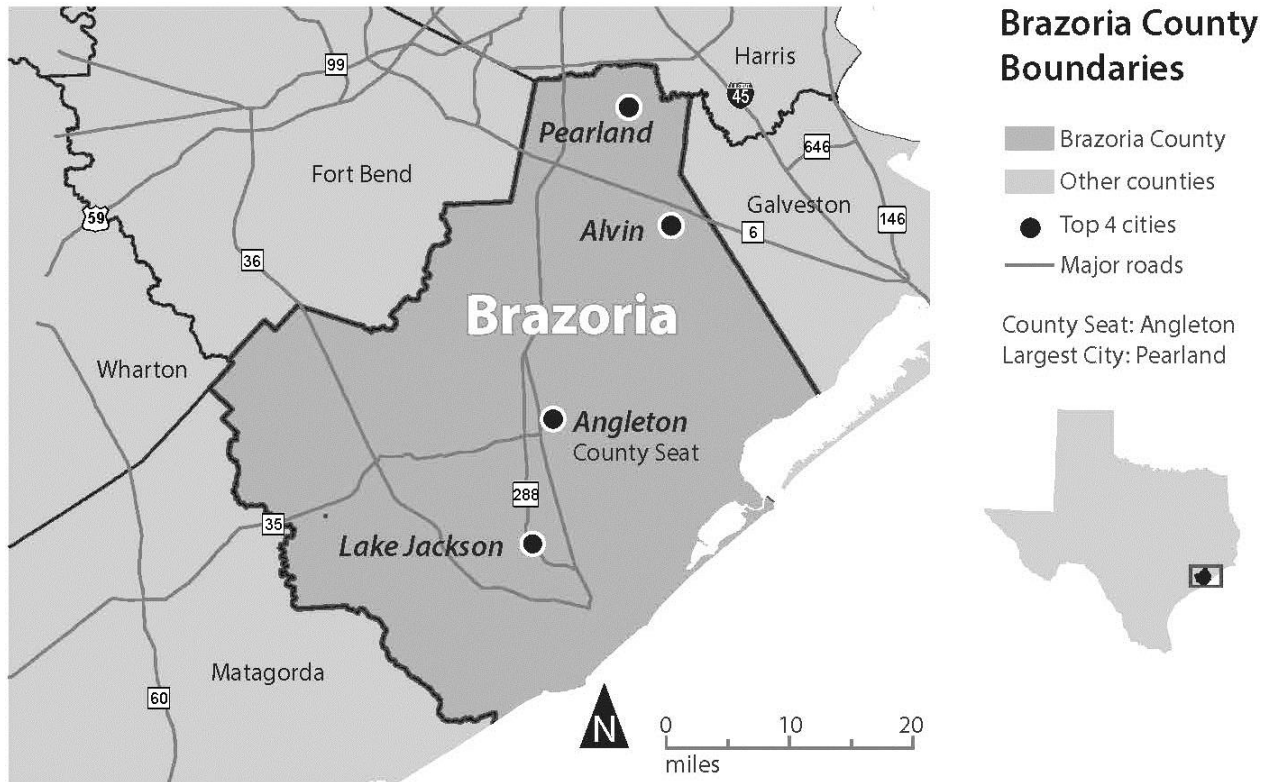 Brazoria County
Boundaries
Brazoria County
Other counties
Top 4 cities
Major roads
County Seat: Angleton
Largest City: Pearland
Harris
99
45
Pearland
646
Fort Bend
Galveston
59
146
Alvin
6
36
Brazoria
Wharton
Angleton
County Seat
288
35
Lake Jackson
Matagorda
60
N
0 10 20
miles